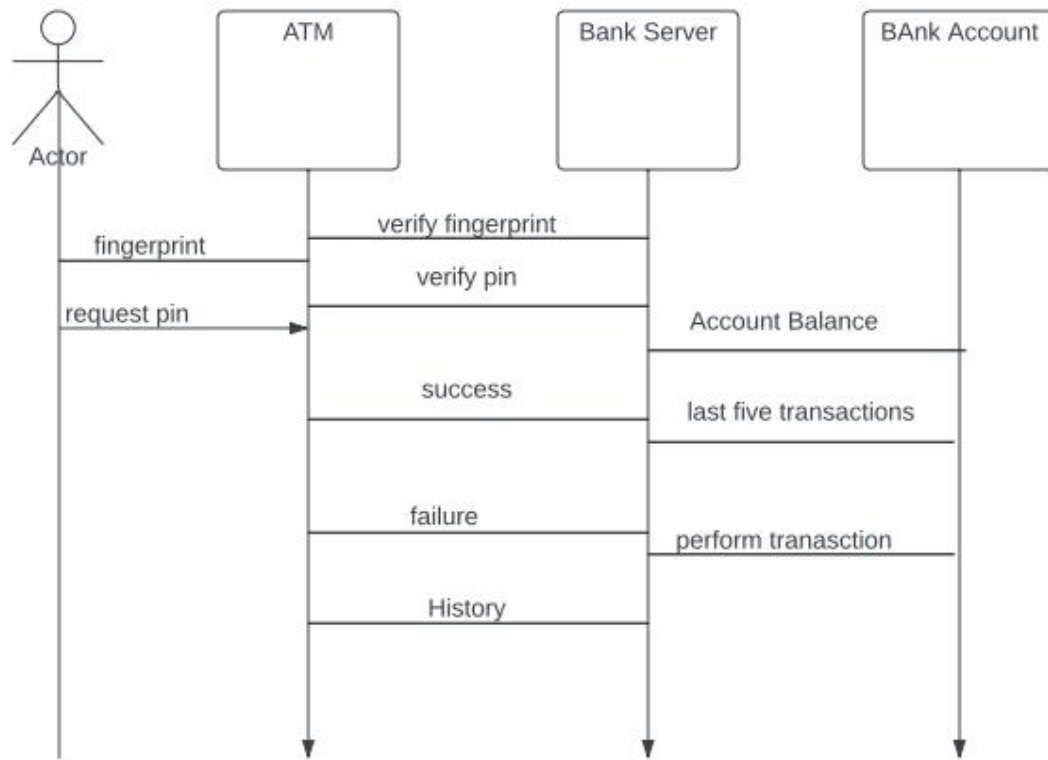 ATM
Bank Server
BAnk Account
Actor
verify fingerprint
fingerprint
verify pin
request pin
Account Balance
success
last five transactions
failure
perform tranasction
History